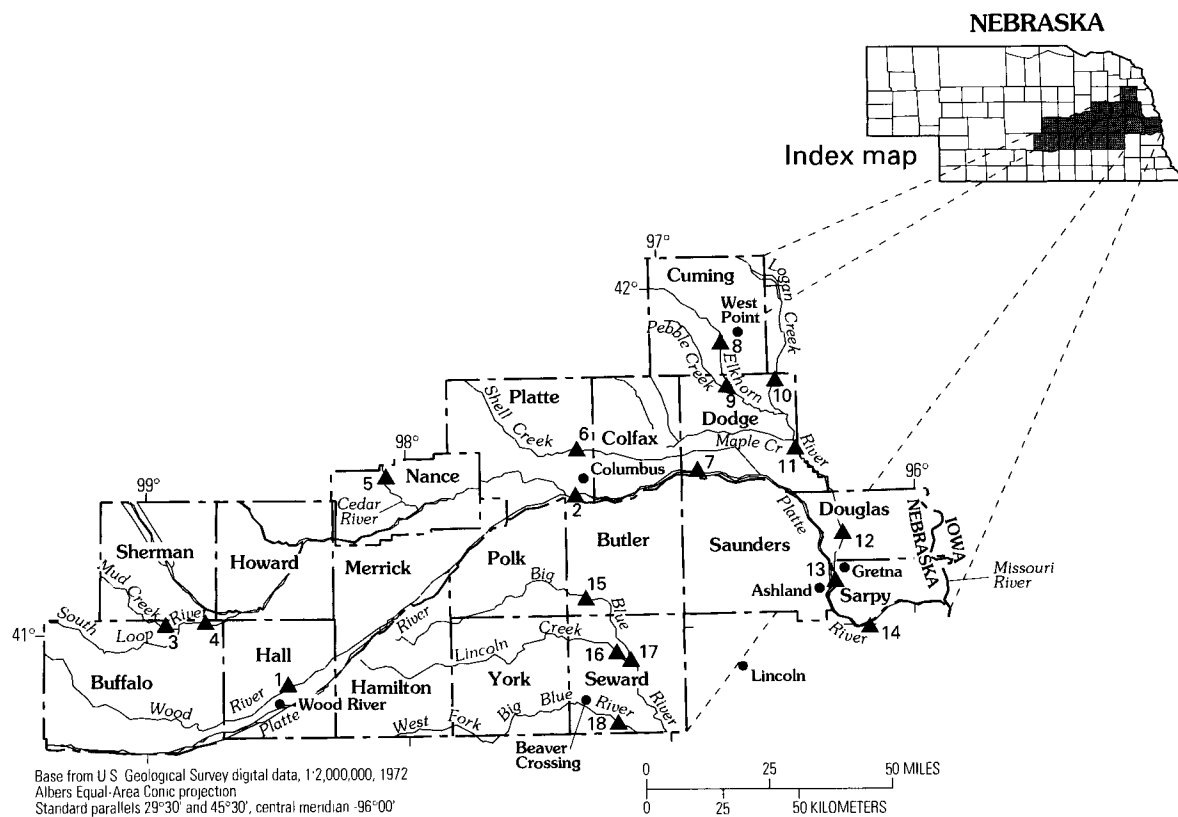 NEBRASKA
Index map
97°
42°
Cuming
Logan Creek
West
Point
8
Pebble Creek
Elkhorn
9
10
Dodge
River
11
Platte
Shell Creek
6
Colfax
Maple Cr
Columbus
7
2
98°
5
Nance
Cedar
River
99°
96°
Sherman
Howard
Merrick
Polk
Butler
Saunders
Platte
Douglas
12
NEBRASKA
IOWA
Missouri
River
13
Gretna
Ashland
Sarpy
River
14
Mud Creek
South
Loop
River
3
4
41°
Big
15
Blue
River
Lincoln
Creek
16
17
Hall
1
River
Wood River
Platte
Buffalo
Wood
Hamilton
York
Seward
Lincoln
West Fork Big Blue River
18
River
Beaver
Crossing
Base from U S Geological Survey digital data, 1:2,000,000, 1972
Albers Equal-Area Conic projection
Standard parallels 29°30' and 45°30', central meridian -96°00'
0 25 50 MILES
0 25 50 KILOMETERS